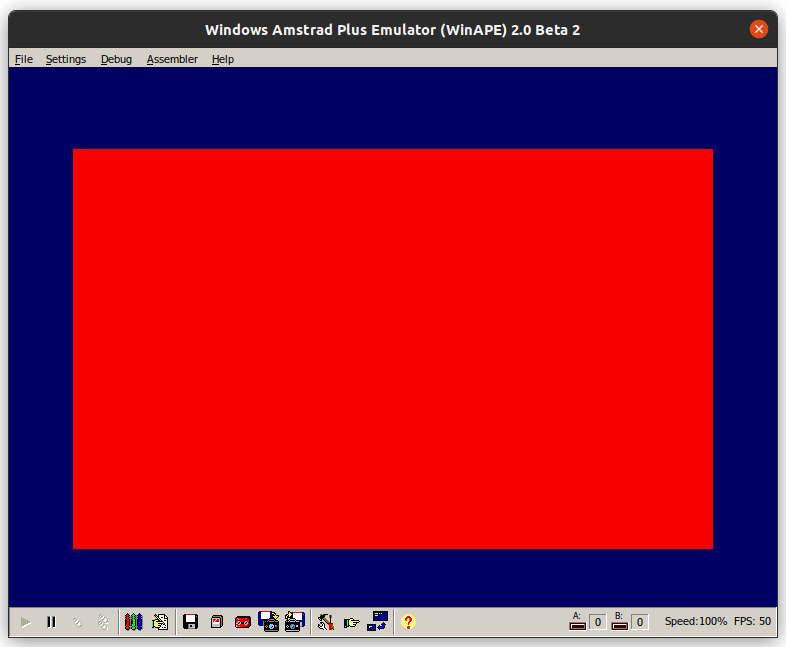 Windows Amstrad Plus Emulator (WinAPE) 2.0 Beta 2
File Settings Debug Assembler Help
A: 0 B: 0 Speed:100% FPS: 50